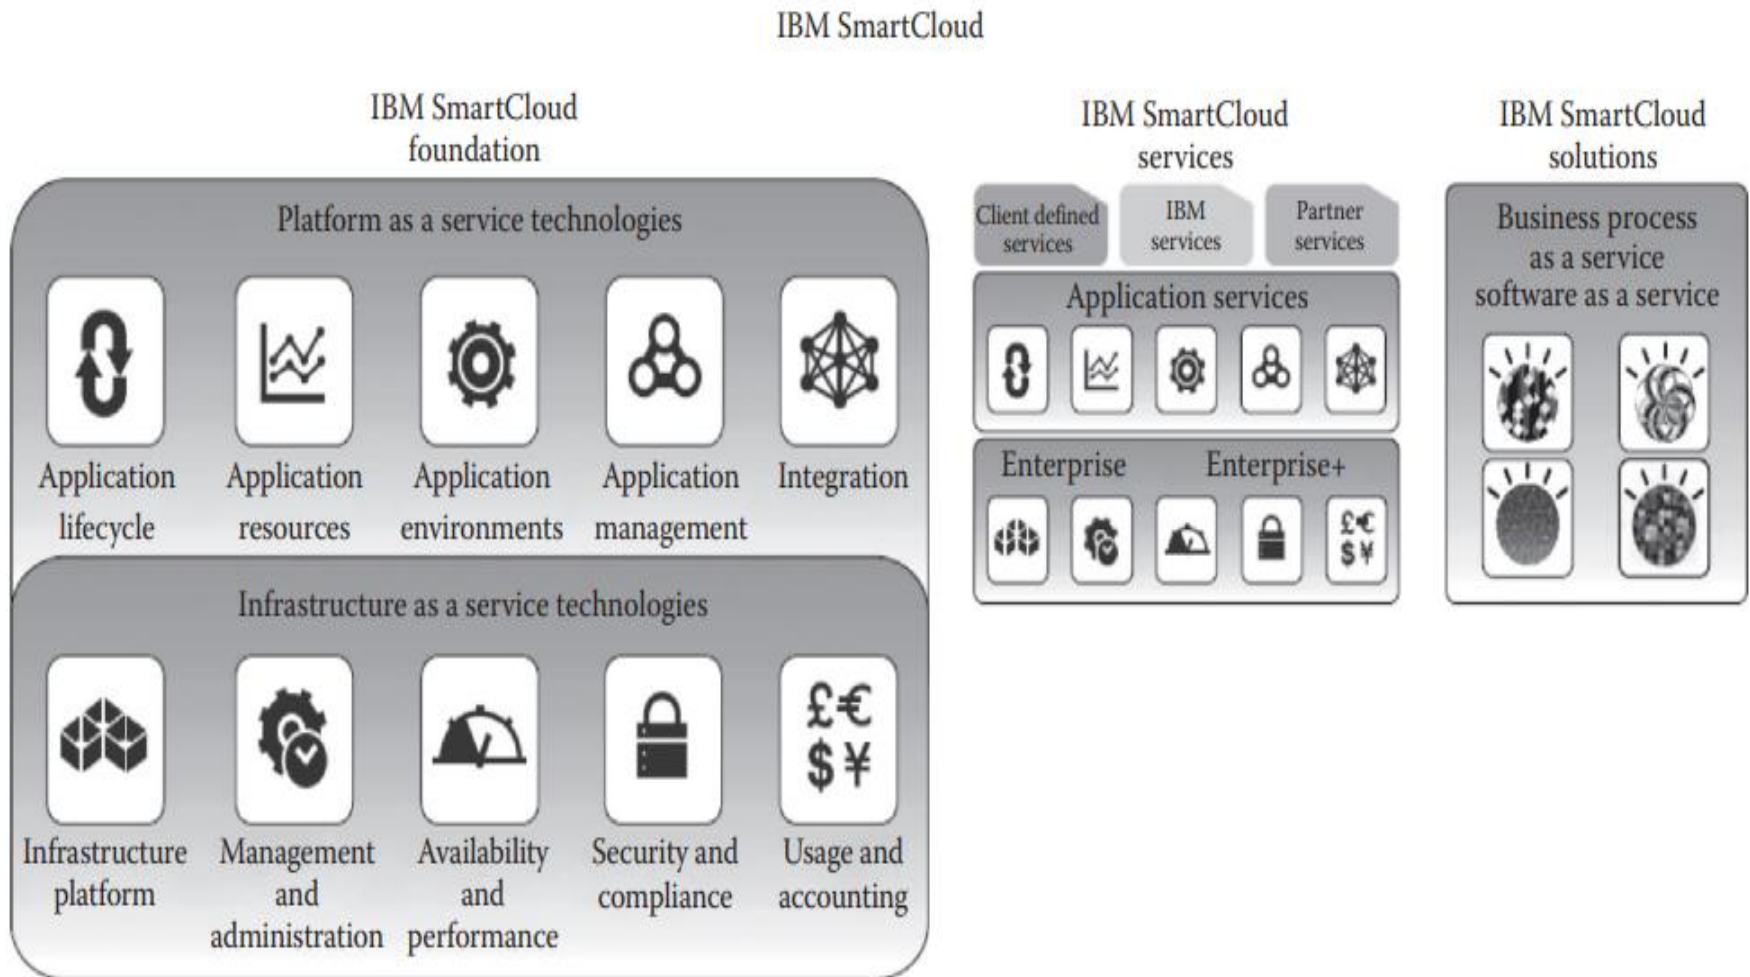 IBM SmartCloud
IBM SmartCloud
foundation
Platform as a service technologies
Application
lifecycle
Application
resources
Application
environments
Application
management
Integration
Infrastructure as a service technologies
Infrastructure
platform
Management
and
administration
Availability
and
performance
£€
$¥
Security and
compliance
Usage and
accounting
IBM SmartCloud
services
Client defined
services
IBM
services
Partner
services
Application services
Enterprise
Enterprise+
£€
$¥
IBM SmartCloud
solutions
Business process
as a service
software as a service